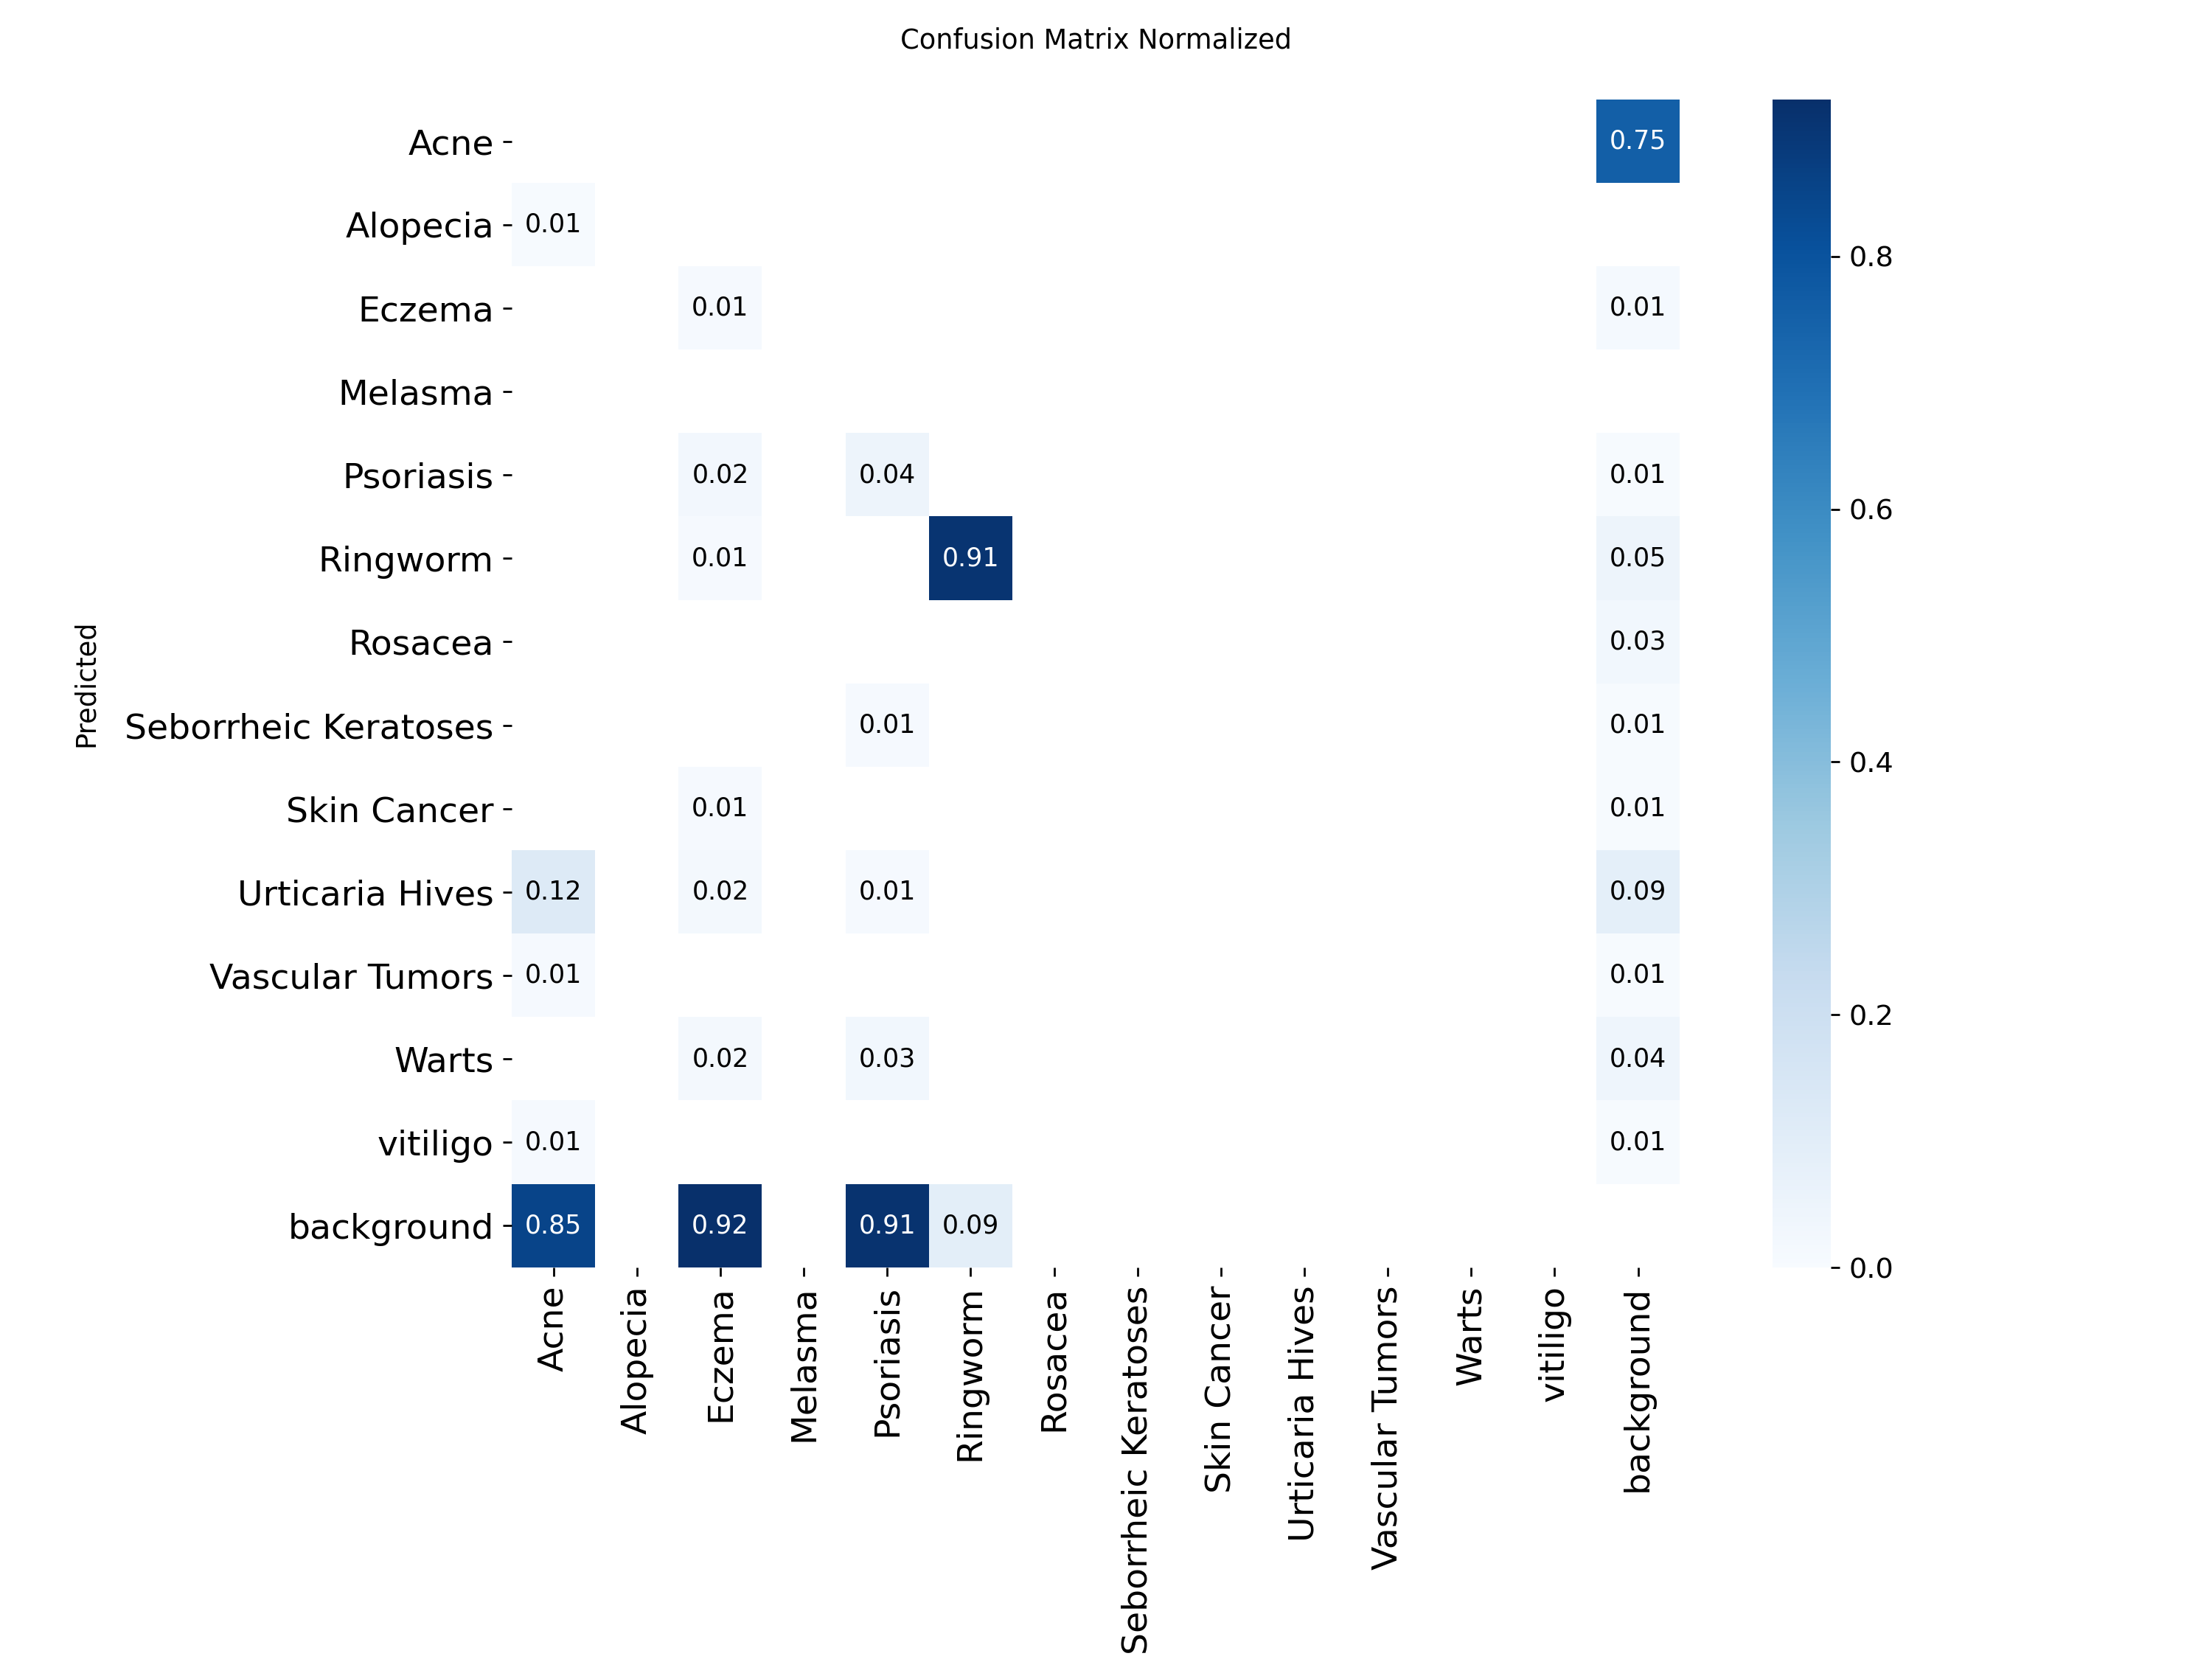 Confusion Matrix Normalized
Acne 0.75
Alopecia 0.01
Eczema 0.01 0.01
Melasma
Psoriasis 0.02 0.04 0.01
Ringworm 0.01 0.91 0.05
Rosacea 0.03
Seborrheic Keratoses 0.01 0.01
Skin Cancer 0.01 0.01
Urticaria Hives 0.12 0.02 0.01 0.09
Vascular Tumors 0.01 0.01
Warts 0.02 0.03 0.04
vitiligo 0.01 0.01
background 0.85 0.92 0.91 0.09
Predicted
Acne
Alopecia
Eczema
Melasma
Psoriasis
Ringworm
Rosacea
Seborrheic Keratoses
Skin Cancer
Urticaria Hives
Vascular Tumors
Warts
vitiligo
background
0.8
0.6
0.4
0.2
0.0